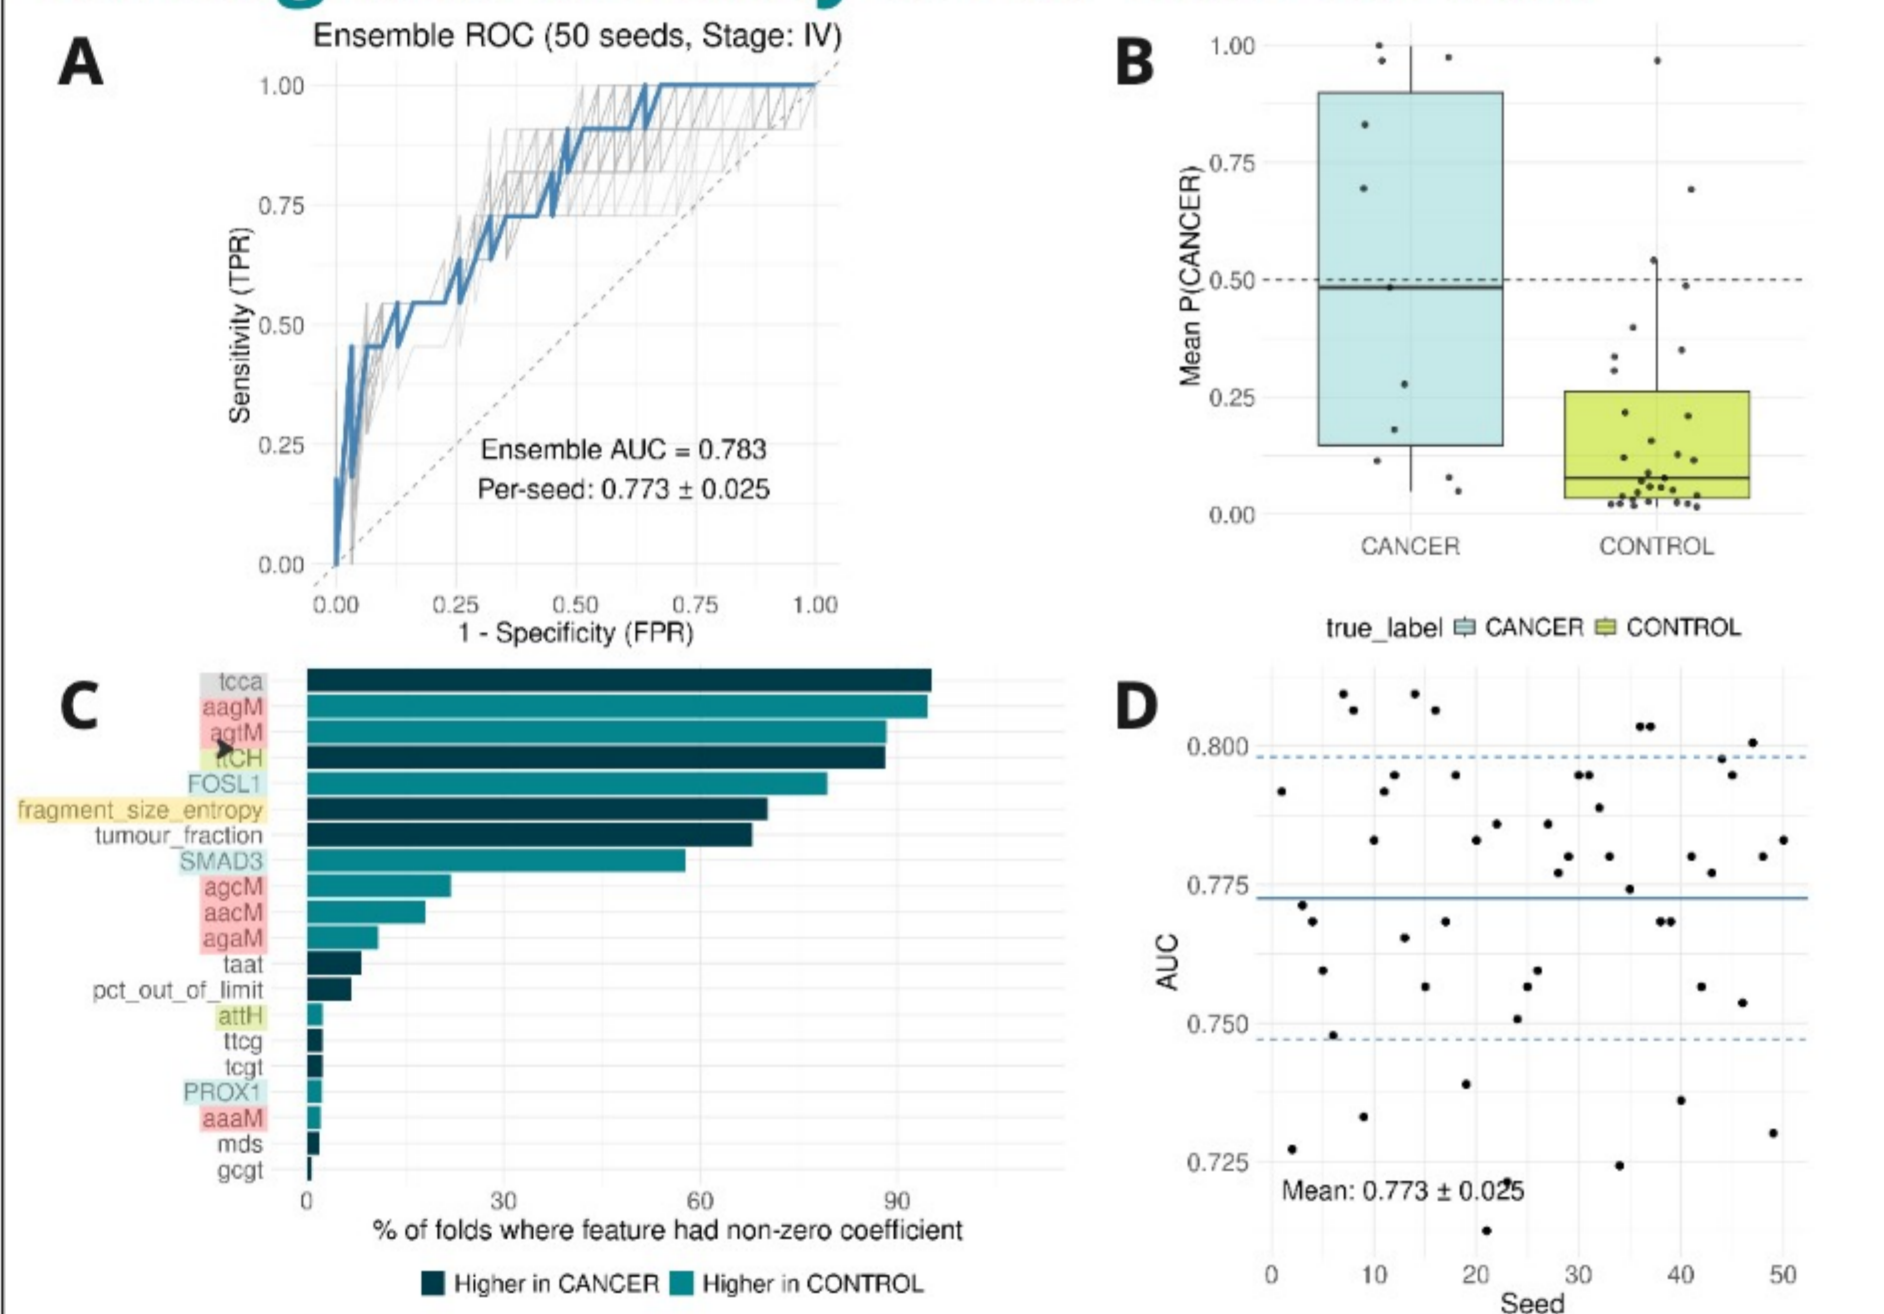 A
Ensemble ROC (50 seeds, Stage: IV)
1.00
0.75
0.50
0.25
0.00
Sensitivity (TPR)
Ensemble AUC = 0.783
Per-seed: 0.773 ± 0.025
0.00 0.25 0.50 0.75 1.00
1 - Specificity (FPR)
B
1.00
0.75
0.50
0.25
0.00
Mean P(CANCER)
CANCER CONTROL
true_label CANCER CONTROL
C
tcca
aagM
agtM
ttCH
FOSL1
fragment_size_entropy
tumour_fraction
SMAD3
agcM
aacM
agaM
taat
pct_out_of_limit
attH
ttcg
tcgt
PROX1
aaaM
mds
gcgt
0 30 60 90
% of folds where feature had non-zero coefficient
Higher in CANCER Higher in CONTROL
D
0.800
0.775
0.750
0.725
AUC
Mean: 0.773 ± 0.025
0 10 20 30 40 50
Seed